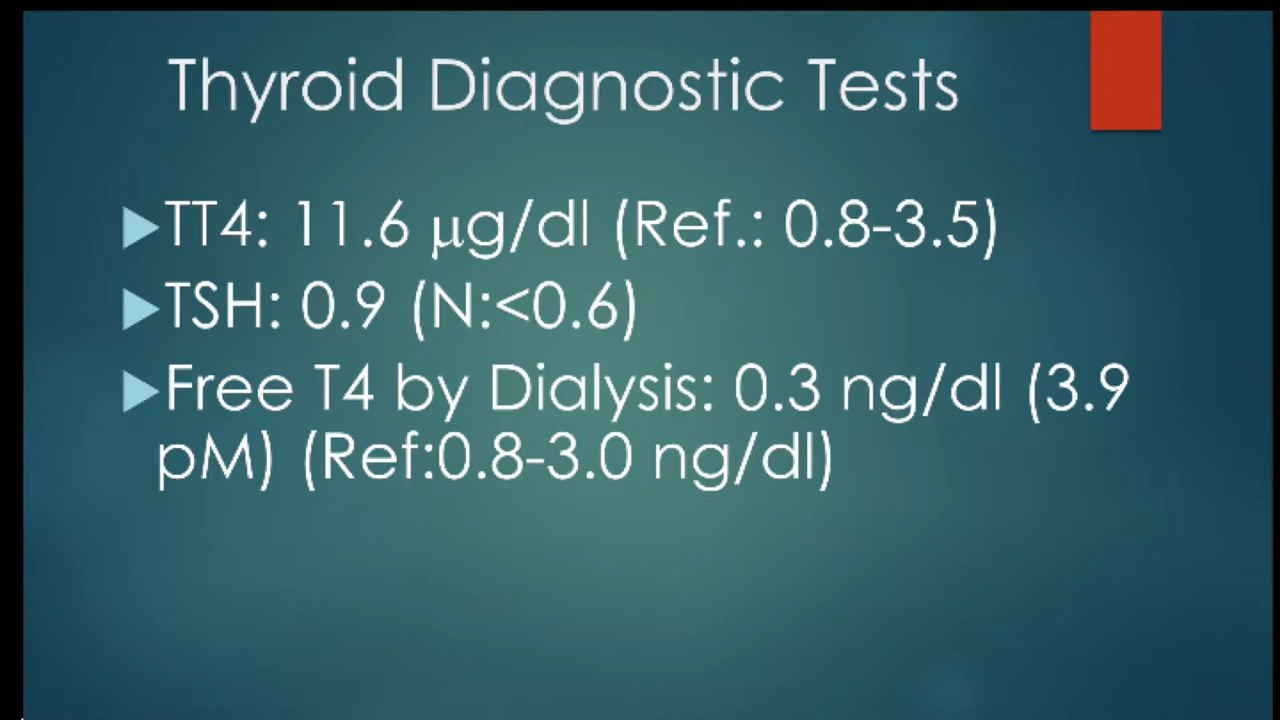 Thyroid Diagnostic Tests
TT4: 11.6 μg/dl (Ref.: 0.8-3.5)
TSH: 0.9 (N:<0.6)
Free T4 by Dialysis: 0.3 ng/dl (3.9
pM) (Ref:0.8-3.0 ng/dl)